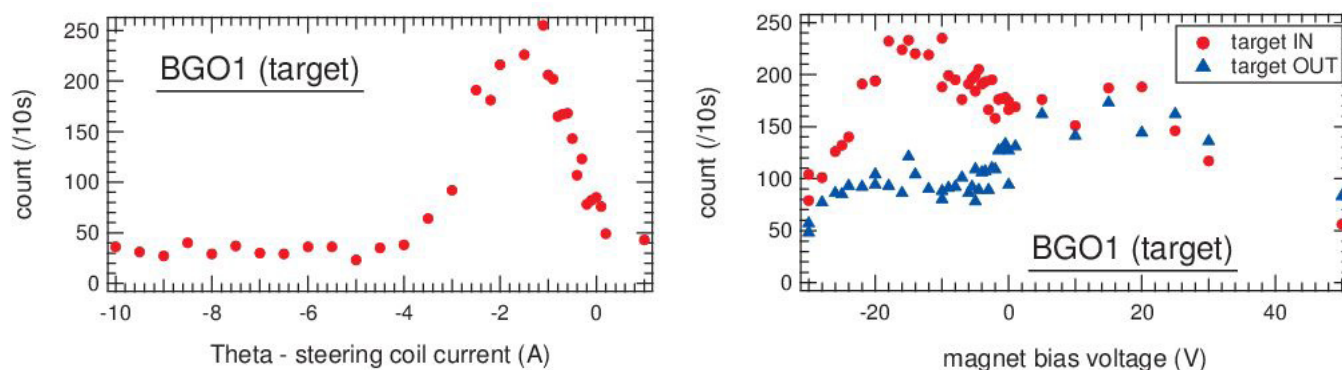 250
200
150
100
50
0
count (/10s)
BGO1 (target)
-10 -8 -6 -4 -2 0
Theta - steering coil current (A)
250
200
150
100
50
0
count (/10s)
target IN
target OUT
BGO1 (target)
-20 0 20 40
magnet bias voltage (V)